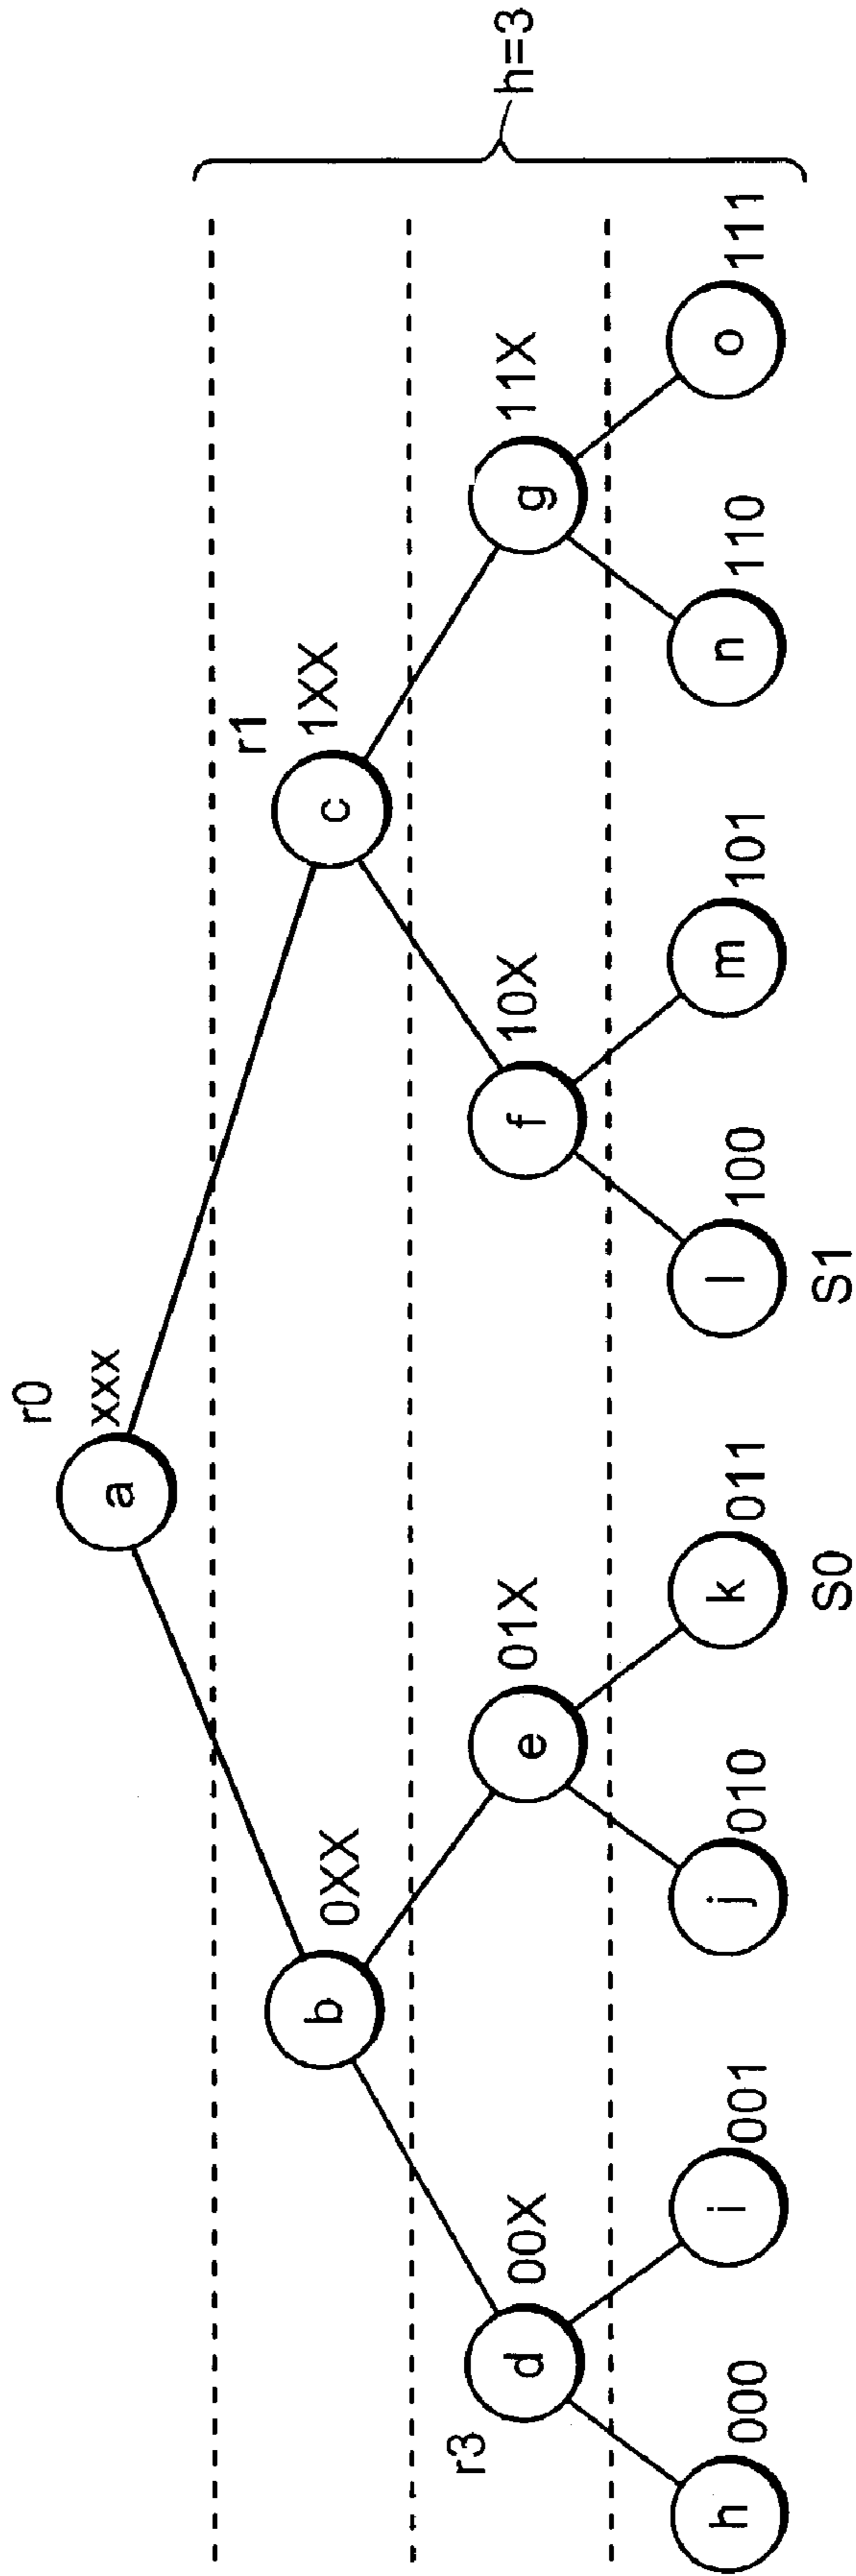 r0
xxx
a
h=3
r1
1XX
c
0XX
b
r3
00X
d
01X
e
10X
f
11X
g
h
000
i
001
j
010
k
011
l
100
m
101
n
110
o
111
S0
S1